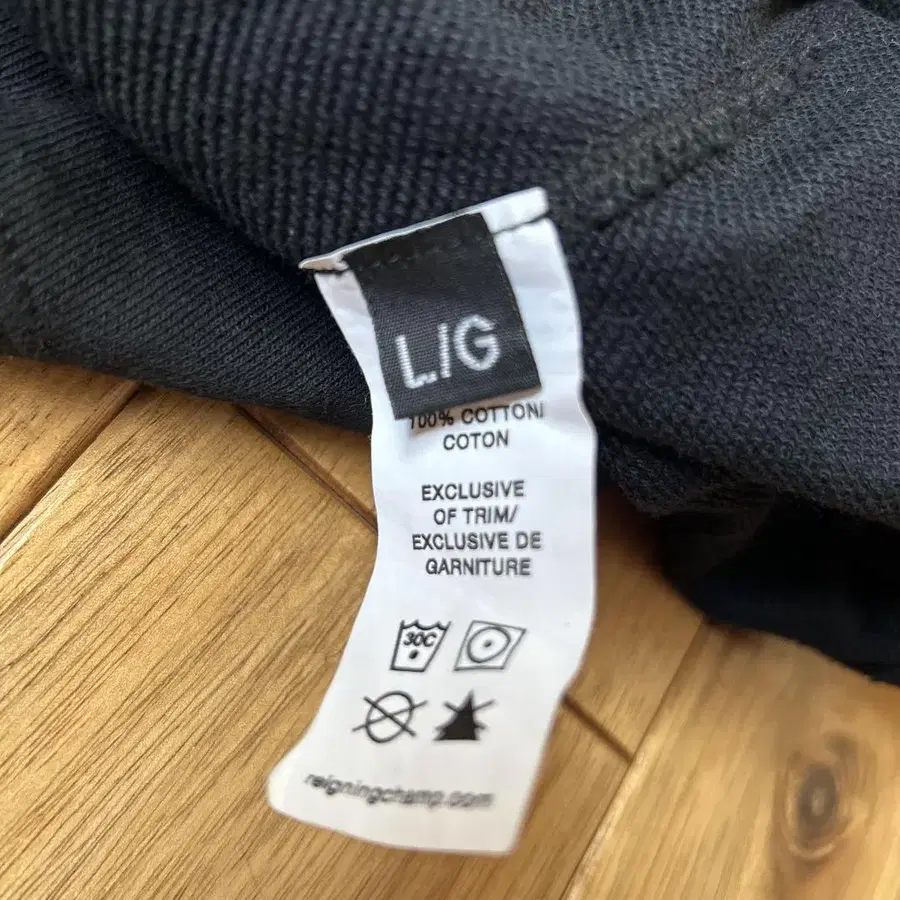 L/G
100% COTTON/
COTON
EXCLUSIVE
OF TRIM/
EXCLUSIVE DE
GARNITURE
30C
reigningchamp.com